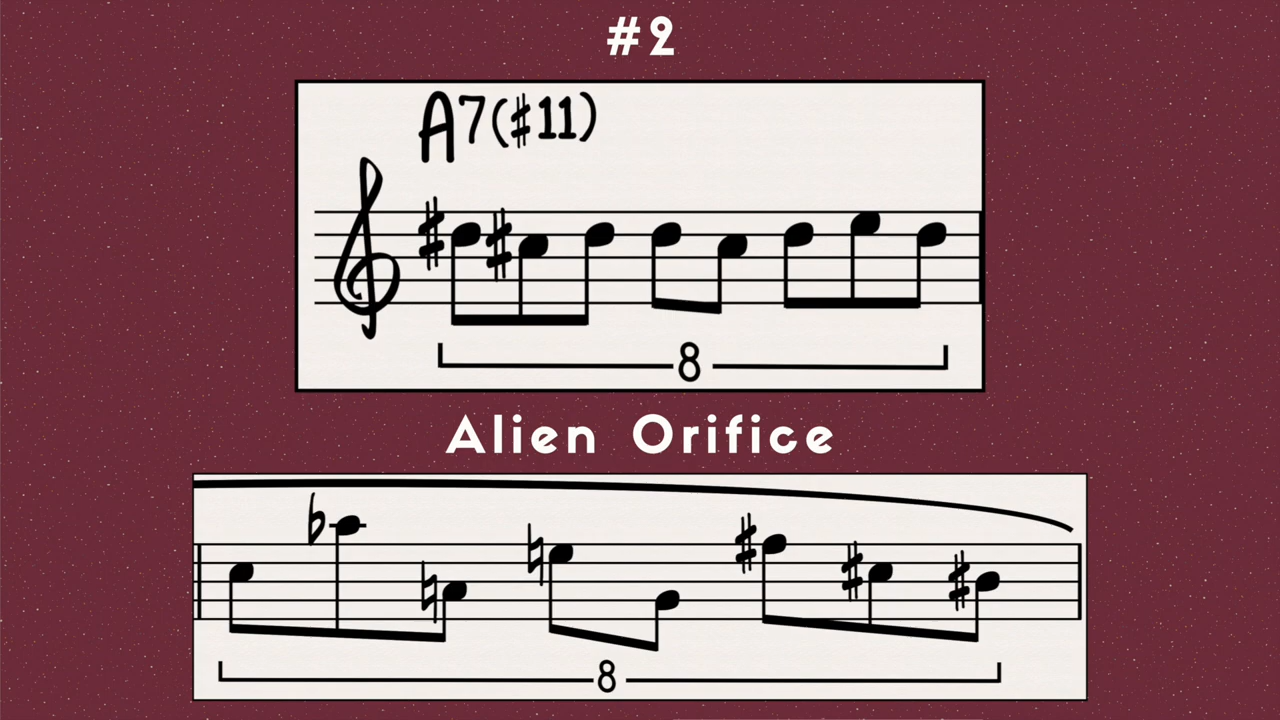 #2
A7(♯11)
8
Alien Orifice
8